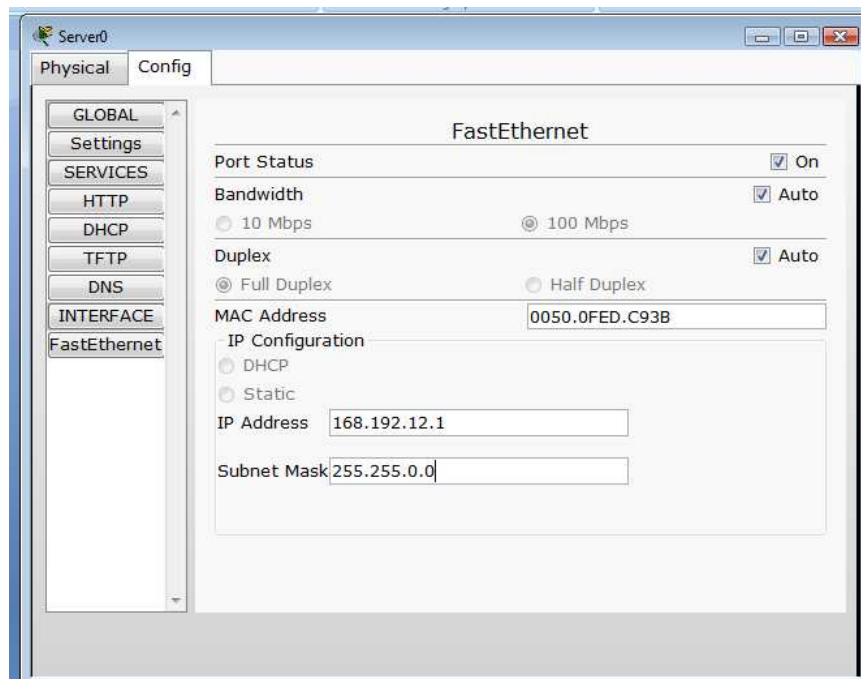 Server0
Physical Config
GLOBAL
Settings
SERVICES
HTTP
DHCP
TFTP
DNS
INTERFACE
FastEthernet
FastEthernet
Port Status On
Bandwidth Auto
10 Mbps 100 Mbps
Duplex Auto
Full Duplex Half Duplex
MAC Address 0050.0FED.C93B
IP Configuration
DHCP
Static
IP Address 168.192.12.1
Subnet Mask 255.255.0.0